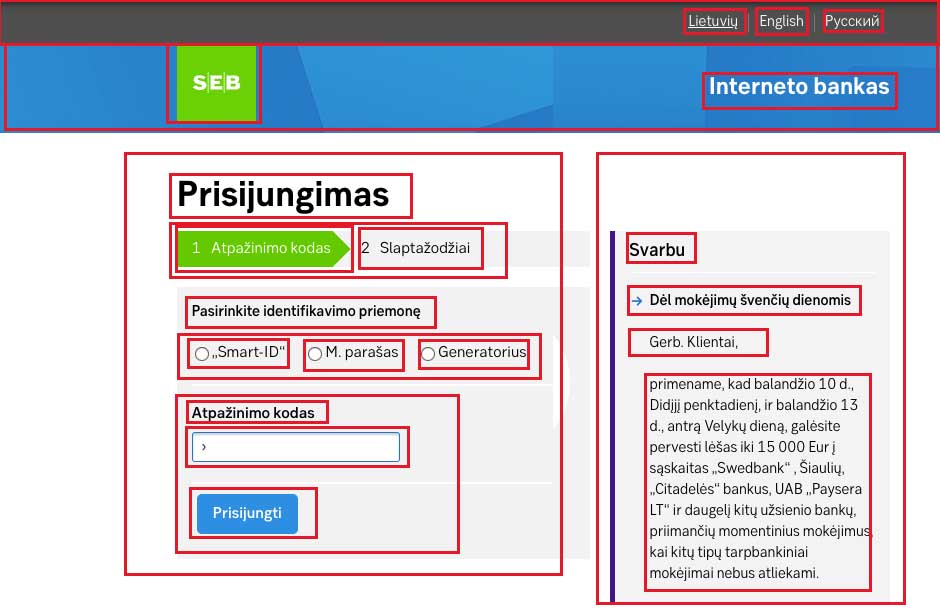 Lietuvių | English | Русский
S|E|B
Interneto bankas
Prisijungimas
1 Atpažinimo kodas
2 Slaptažodžiai
Pasirinkite identifikavimo priemonę
„Smart-ID“ M. parašas Generatorius
Atpažinimo kodas
›
Prisijungti
Svarbu
→ Dėl mokėjimų švenčių dienomis
Gerb. Klientai,
primename, kad balandžio 10 d.,
Didįjį penktadienį, ir balandžio 13
d., antrą Velykų dieną, galėsite
pervesti lėšas iki 15 000 Eur į
sąskaitas „Swedbank“ , Šiaulių,
„Citadelės“ bankus, UAB „Paysera
LT“ ir daugelį kitų užsienio bankų,
priimančių momentinius mokėjimus,
kai kitų tipų tarpbankiniai
mokėjimai nebus atliekami.